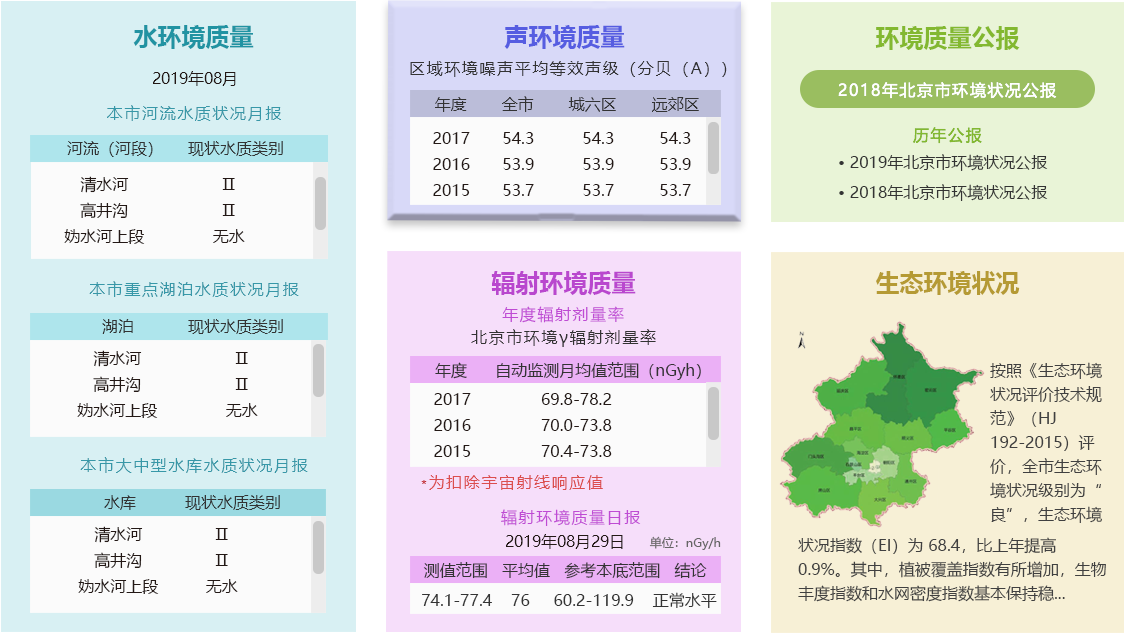 水环境质量
2019年08月
本市河流水质状况月报
河流（河段） 现状水质类别
清水河 Ⅱ
高井沟 Ⅱ
妫水河上段 无水
本市重点湖泊水质状况月报
湖泊 现状水质类别
清水河 Ⅱ
高井沟 Ⅱ
妫水河上段 无水
本市大中型水库水质状况月报
水库 现状水质类别
清水河 Ⅱ
高井沟 Ⅱ
妫水河上段 无水
声环境质量
区域环境噪声平均等效声级（分贝（A））
年度 全市 城六区 远郊区
2017 54.3 54.3 54.3
2016 53.9 53.9 53.9
2015 53.7 53.7 53.7
辐射环境质量
年度辐射剂量率
北京市环境γ辐射剂量率
年度 自动监测月均值范围（nGyh）
2017 69.8-78.2
2016 70.0-73.8
2015 70.4-73.8
*为扣除宇宙射线响应值
辐射环境质量日报
2019年08月29日 单位：nGy/h
测值范围 平均值 参考本底范围 结论
74.1-77.4 76 60.2-119.9 正常水平
环境质量公报
2018年北京市环境状况公报
历年公报
• 2019年北京市环境状况公报
• 2018年北京市环境状况公报
生态环境状况
N
按照《生态环境
状况评价技术规
范》（HJ
192-2015）评
价，全市生态环
境状况级别为“
良”，生态环境
状况指数（EI）为 68.4，比上年提高
0.9%。其中，植被覆盖指数有所增加，生物
丰度指数和水网密度指数基本保持稳...